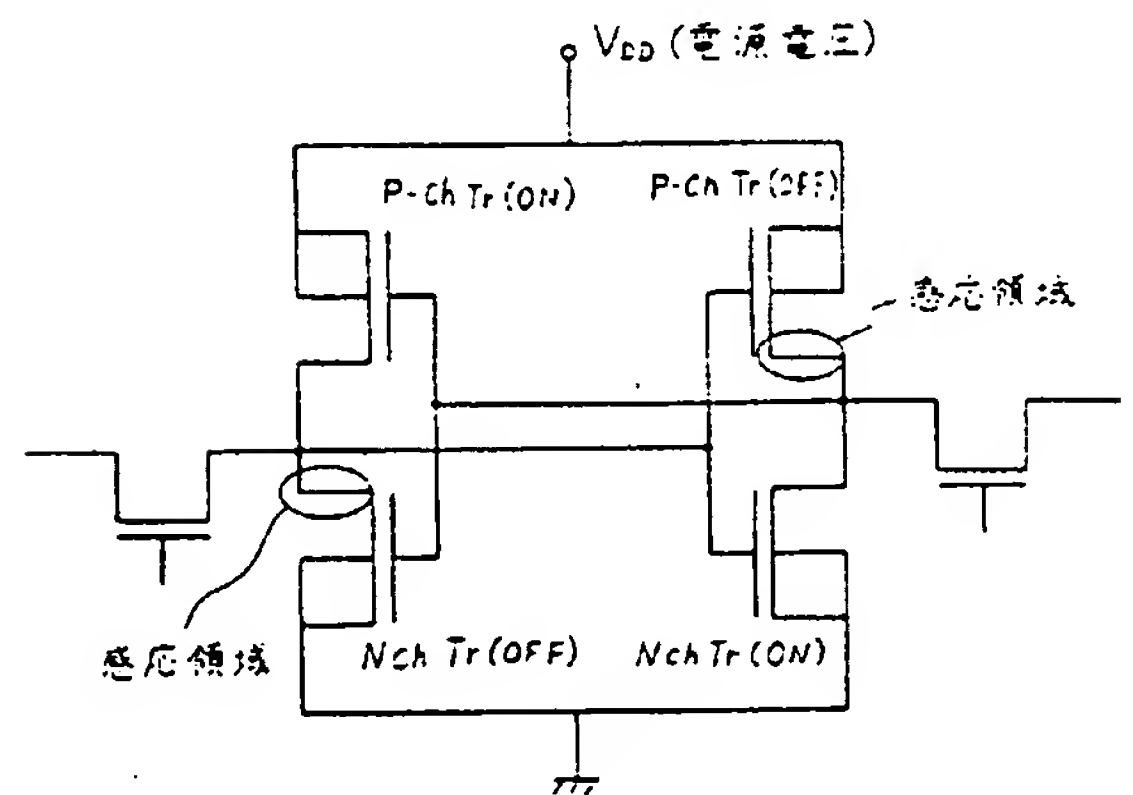 VDD (電源電圧)
P-Ch Tr (ON)
P-Ch Tr (OFF)
感応領域
感応領域
Nch Tr (OFF)
Nch Tr (ON)